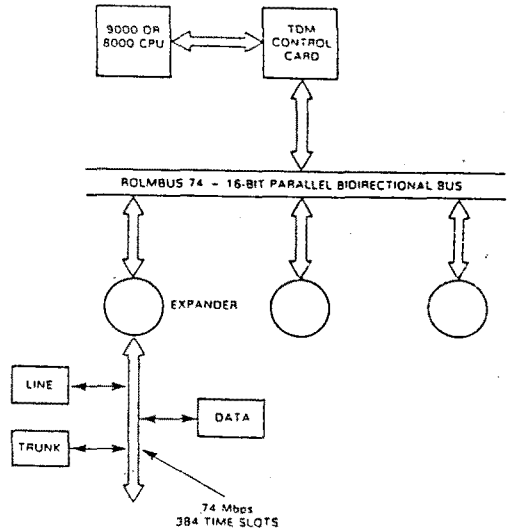 9000 OR
8000 CPU
TDM
CONTROL
CARD
ROLMBUS 74 – 16-BIT PARALLEL BIDIRECTIONAL BUS
EXPANDER
LINE
DATA
TRUNK
74 Mbps
384 TIME SLOTS